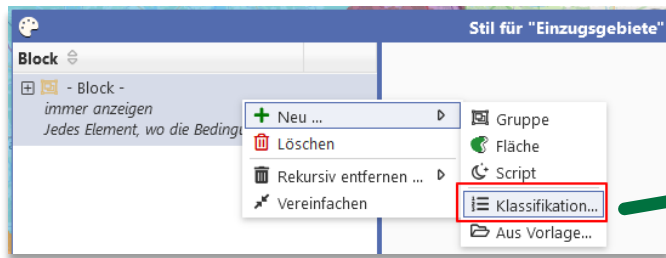 Stil für "Einzugsgebiete"
Block
- Block -
immer anzeigen
Jedes Element, wo die
Neu ...
Löschen
Rekursiv entfernen ...
Vereinfachen
Gruppe
Fläche
Script
Klassifikation...
Aus Vorlage...